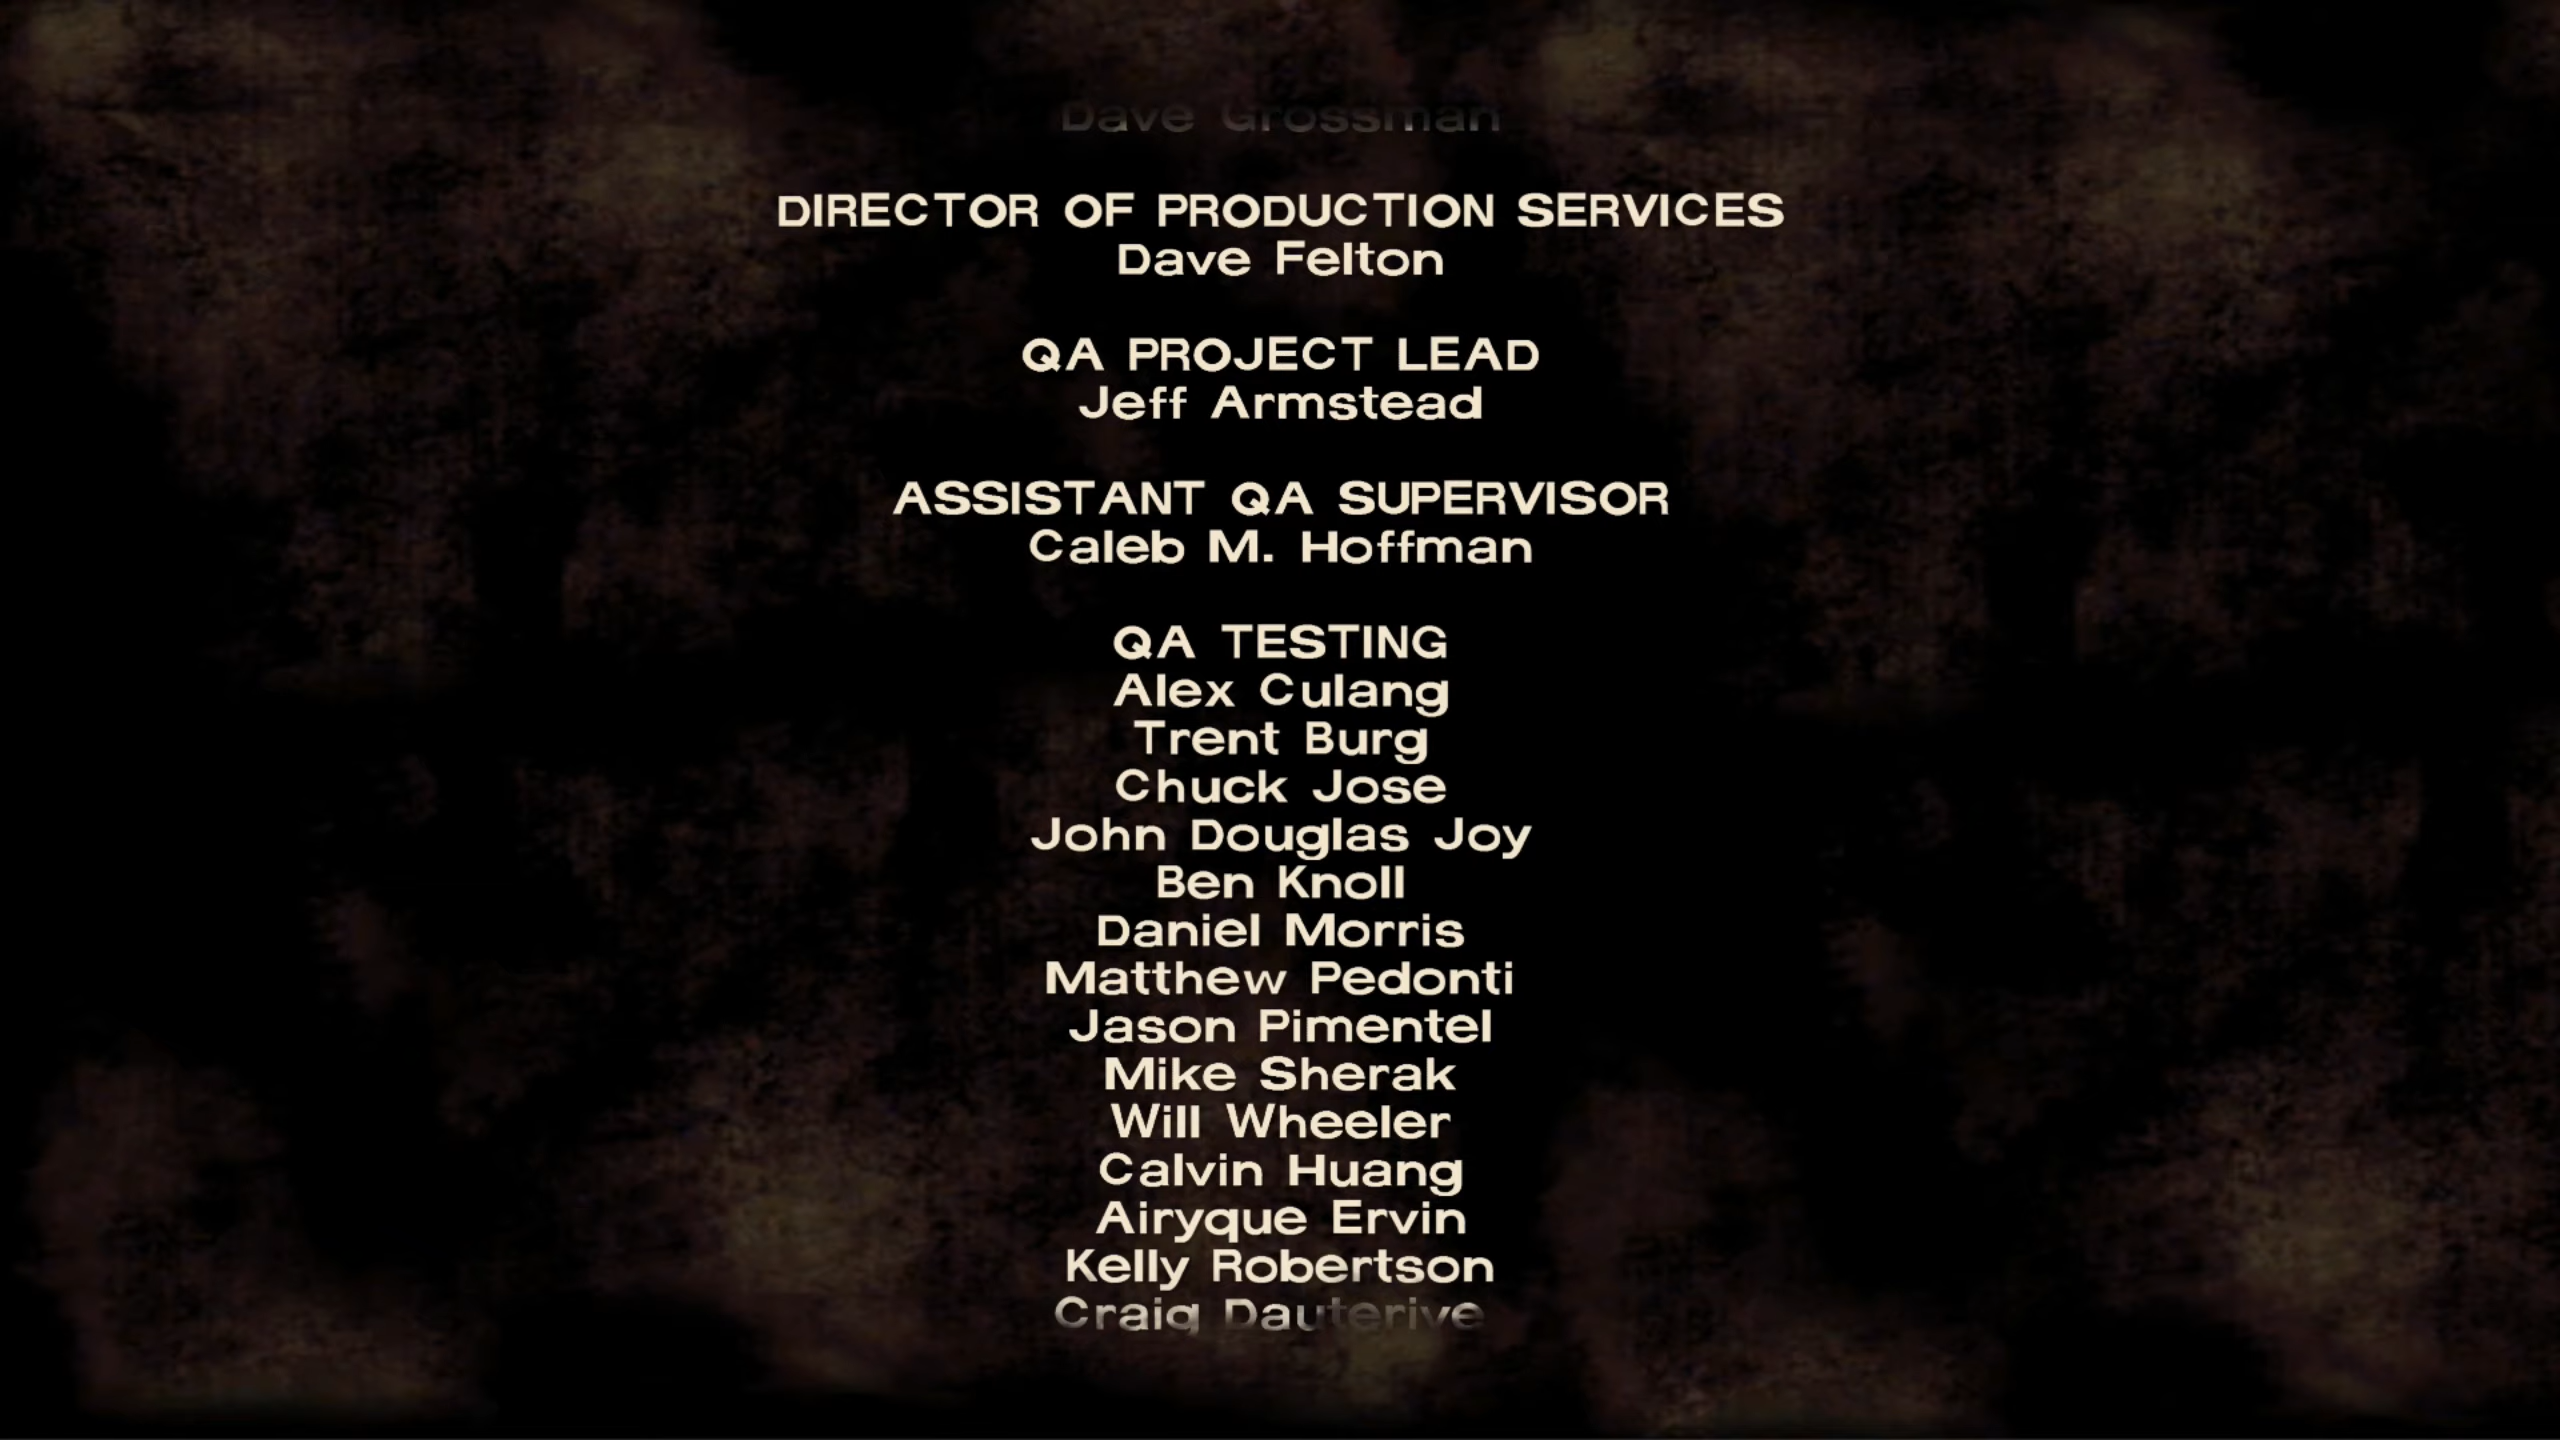 Dave Grossman
DIRECTOR OF PRODUCTION SERVICES
Dave Felton
QA PROJECT LEAD
Jeff Armstead
ASSISTANT QA SUPERVISOR
Caleb M. Hoffman
QA TESTING
Alex Culang
Trent Burg
Chuck Jose
John Douglas Joy
Ben Knoll
Daniel Morris
Matthew Pedonti
Jason Pimentel
Mike Sherak
Will Wheeler
Calvin Huang
Airyque Ervin
Kelly Robertson
Craig Dauterive